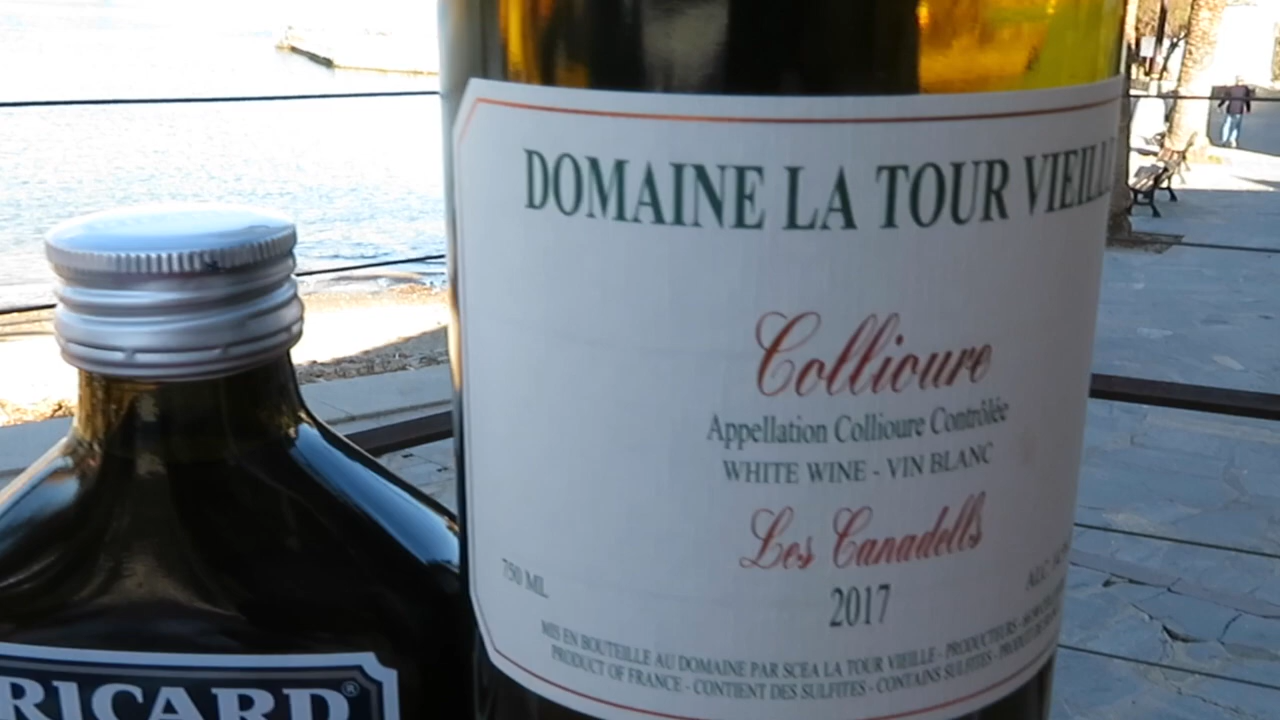 DOMAINE LA TOUR VIEILL
Collioure
Appellation Collioure Contrôlée
WHITE WINE - VIN BLANC
Les Canadells
750 ML
ALC.
2017
MIS EN BOUTEILLE AU DOMAINE PAR SCEA LA TOUR VIEILLE - PRODUCTEURS -
PRODUCT OF FRANCE - CONTIENT DES SULFITES - CONTAINS SULFITES -
RICARD®